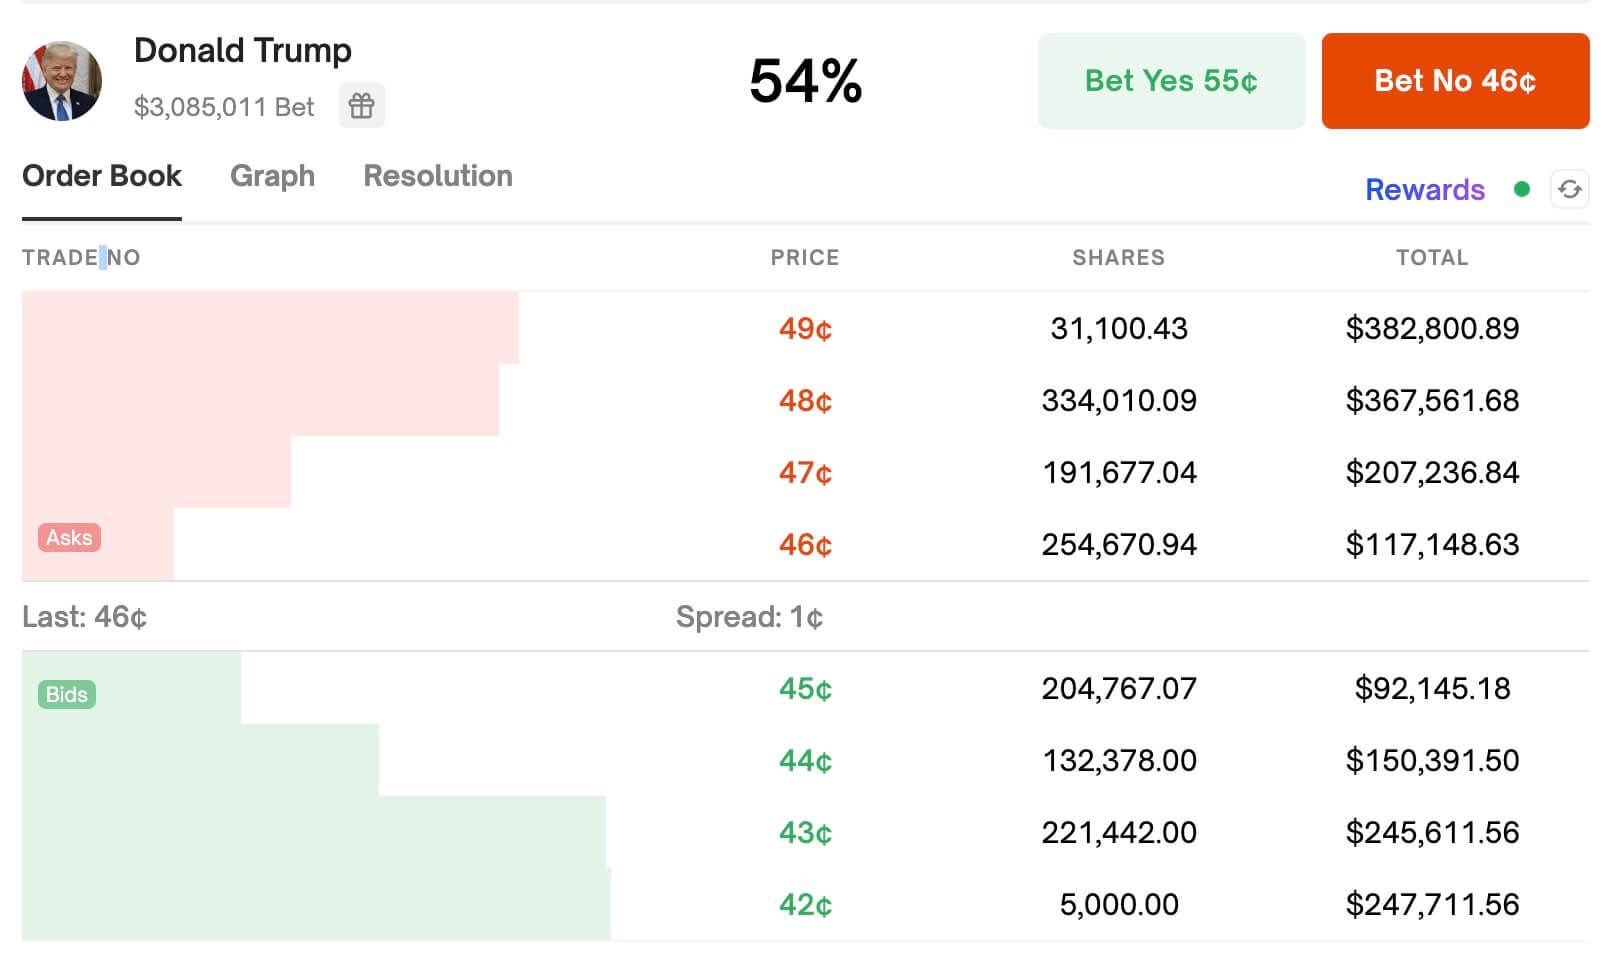 Donald Trump
$3,085,011 Bet
54%
Bet Yes 55¢
Bet No 46¢
Order Book Graph Resolution
Rewards
TRADE NO PRICE SHARES TOTAL
49¢ 31,100.43 $382,800.89
48¢ 334,010.09 $367,561.68
47¢ 191,677.04 $207,236.84
Asks 46¢ 254,670.94 $117,148.63
Last: 46¢ Spread: 1¢
Bids 45¢ 204,767.07 $92,145.18
44¢ 132,378.00 $150,391.50
43¢ 221,442.00 $245,611.56
42¢ 5,000.00 $247,711.56